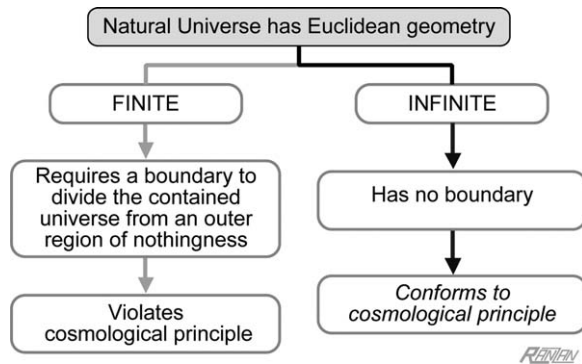 Natural Universe has Euclidean geometry
FINITE
INFINITE
Requires a boundary to
divide the contained
universe from an outer
region of nothingness
Has no boundary
Violates
cosmological principle
Conforms to
cosmological principle